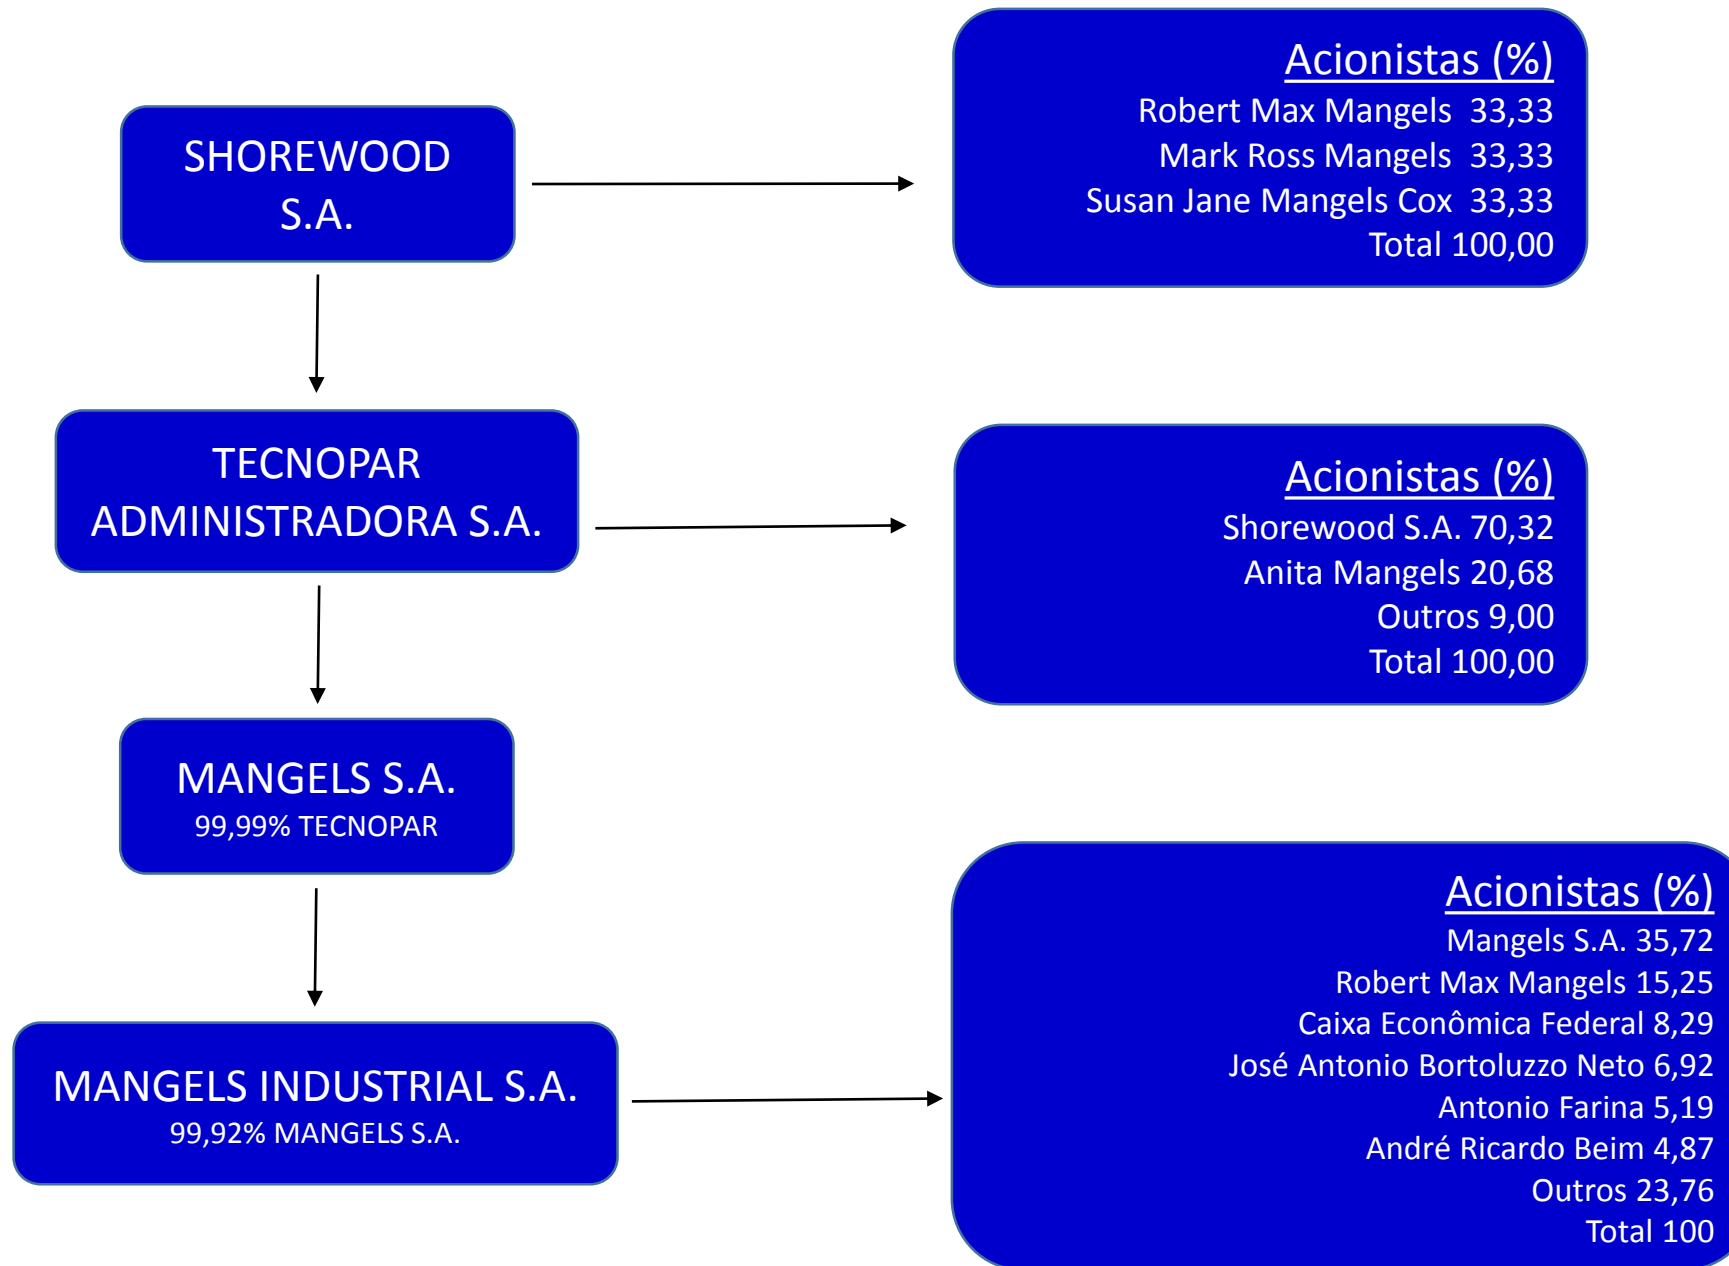 SHOREWOOD
S.A.
Acionistas (%)
Robert Max Mangels 33,33
Mark Ross Mangels 33,33
Susan Jane Mangels Cox 33,33
Total 100,00
TECNOPAR
ADMINISTRADORA S.A.
Acionistas (%)
Shorewood S.A. 70,32
Anita Mangels 20,68
Outros 9,00
Total 100,00
MANGELS S.A.
99,99% TECNOPAR
MANGELS INDUSTRIAL S.A.
99,92% MANGELS S.A.
Acionistas (%)
Mangels S.A. 35,72
Robert Max Mangels 15,25
Caixa Econômica Federal 8,29
José Antonio Bortoluzzo Neto 6,92
Antonio Farina 5,19
André Ricardo Beim 4,87
Outros 23,76
Total 100